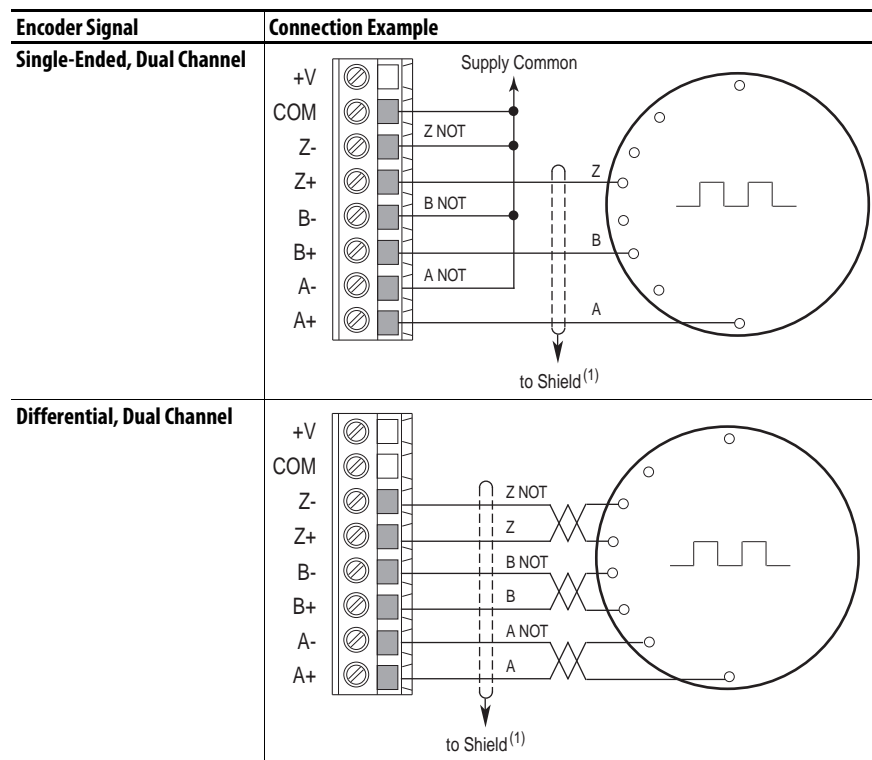 Encoder Signal
Connection Example
Single-Ended, Dual Channel
Supply Common
+V
COM
Z NOT
Z-
Z
Z+
B NOT
B-
B
B+
A NOT
A-
A
A+
to Shield (1)
Differential, Dual Channel
+V
COM
Z NOT
Z-
Z
Z+
B NOT
B-
B
B+
A NOT
A-
A
A+
to Shield (1)